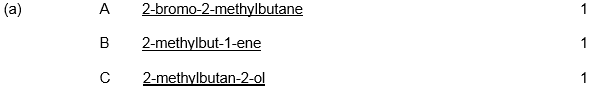 (a) A 2-bromo-2-methylbutane 1
B 2-methylbut-1-ene 1
C 2-methylbutan-2-ol 1